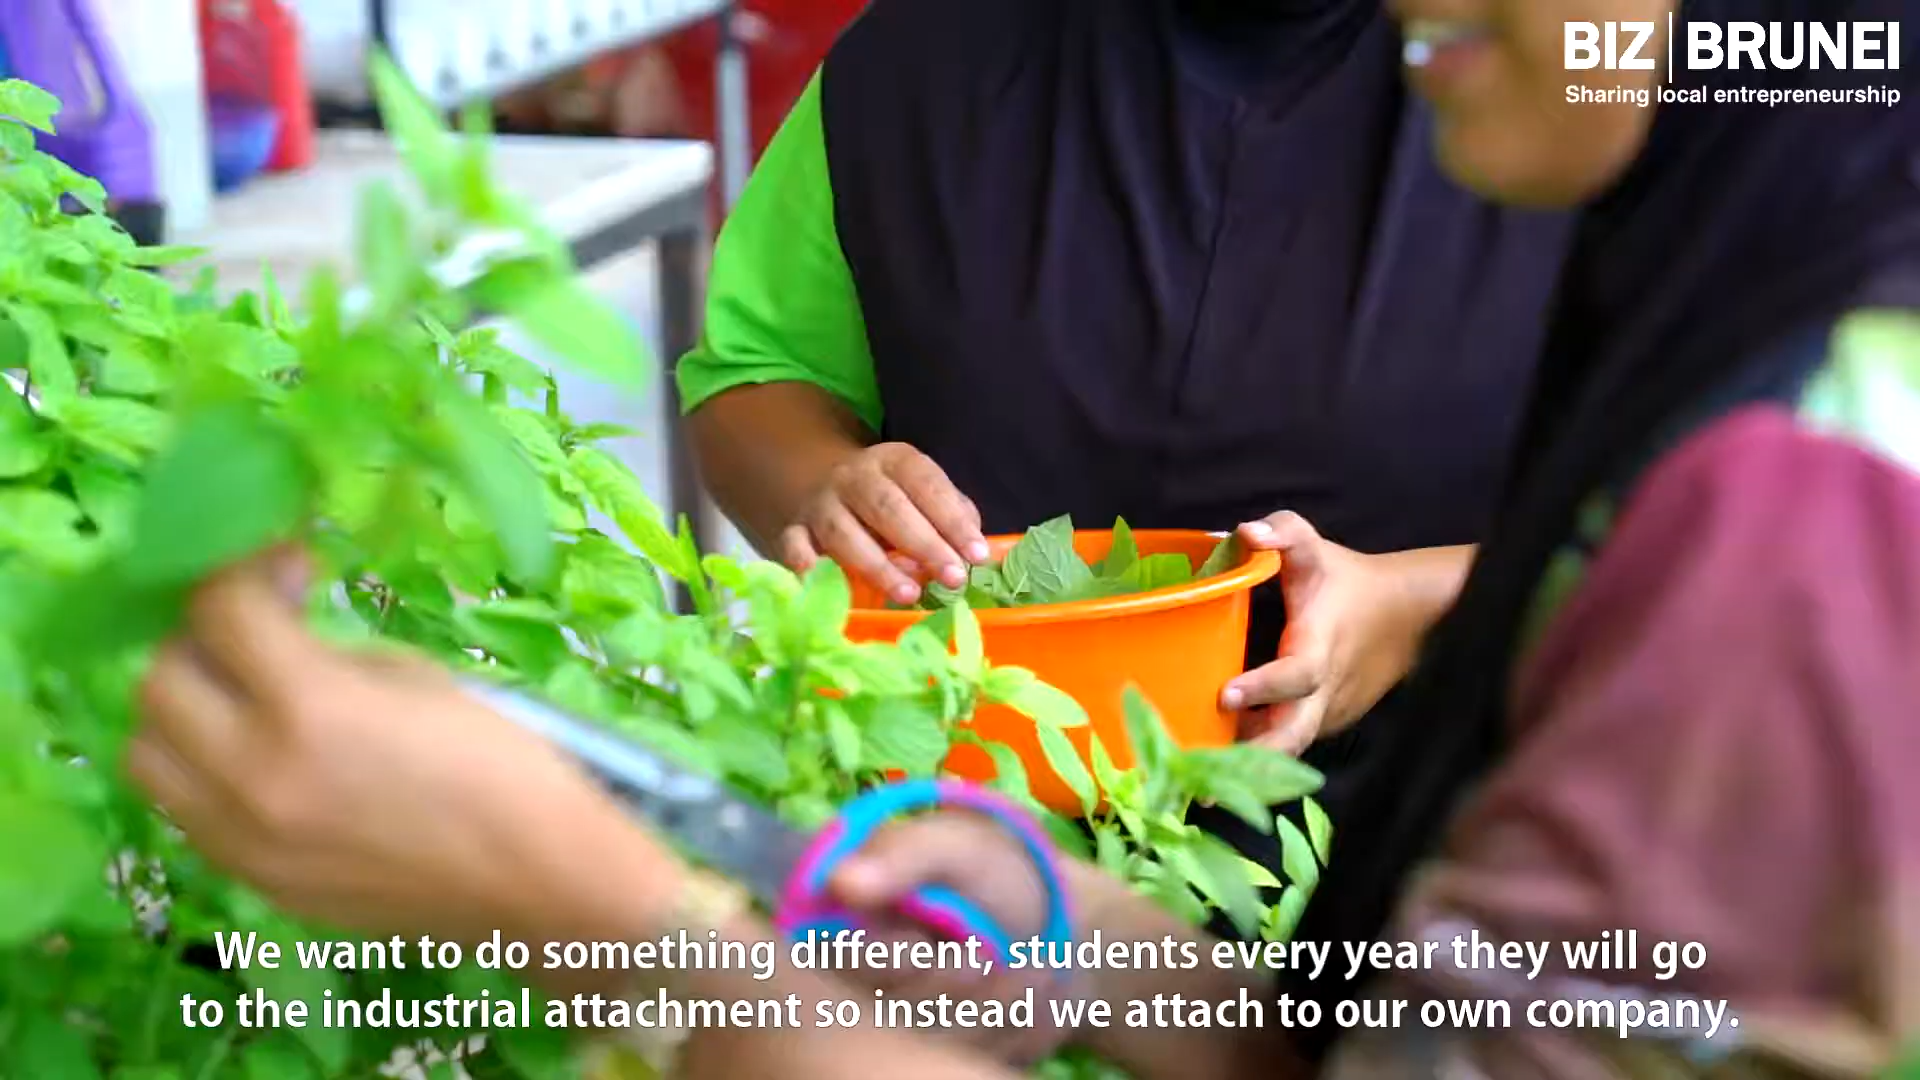 BIZ BRUNEI
Sharing local entrepreneurship
We want to do something different, students every year they will go
to the industrial attachment so instead we attach to our own company.